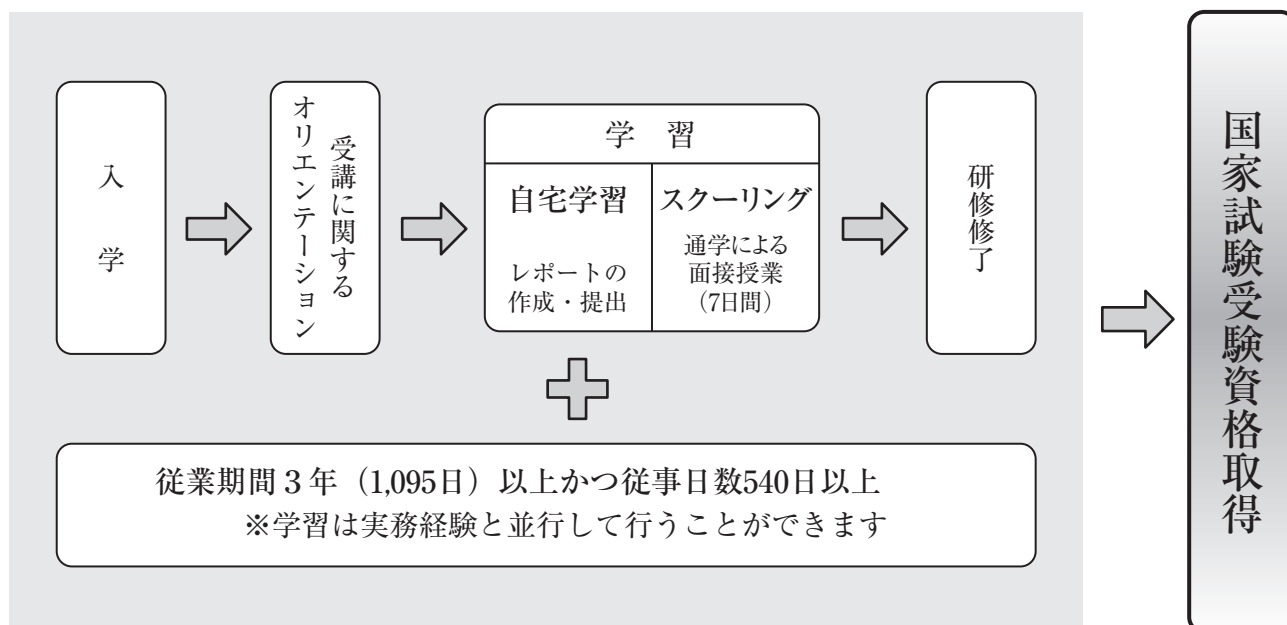 入学
受講に関する
オリエンテーション
学習
自宅学習
レポートの
作成・提出
スクーリング
通学による
面接授業
(7日間)
研修修了
従業期間3年（1,095日）以上かつ従事日数540日以上
※学習は実務経験と並行して行うことができます
国家試験受験資格取得